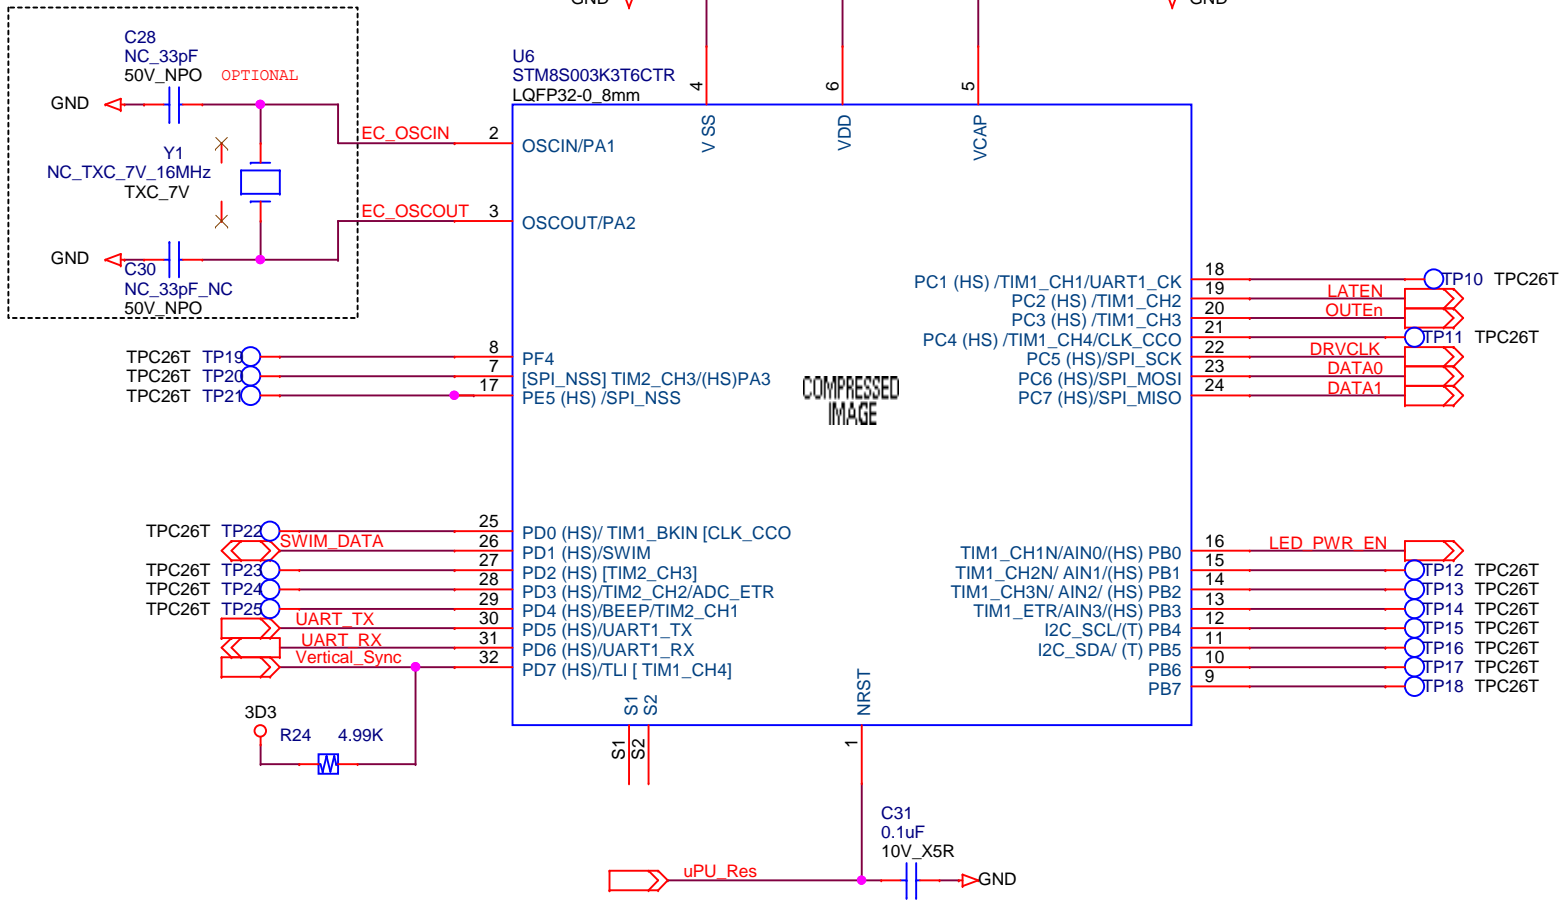 GND
GND
C28
NC_33pF
50V_NPO
OPTIONAL
GND
Y1
NC_TXC_7V_16MHz
TXC_7V
GND
C30
NC_33pF_NC
50V_NPO
EC_OSCIN
2
EC_OSCOUT
3
U6
STM8S003K3T6CTR
LQFP32-0_8mm
4
6
5
VSS
VDD
VCAP
OSCIN/PA1
OSCOUT/PA2
TPC26T TP19 8 PF4
TPC26T TP20 7 [SPI_NSS] TIM2_CH3/(HS)PA3
TPC26T TP21 17 PE5 (HS) /SPI_NSS
COMPRESSED
IMAGE
PC1 (HS) /TIM1_CH1/UART1_CK 18 TP10 TPC26T
PC2 (HS) /TIM1_CH2 19 LATEN
PC3 (HS) /TIM1_CH3 20 OUTEn
PC4 (HS) /TIM1_CH4/CLK_CCO 21 TP11 TPC26T
PC5 (HS)/SPI_SCK 22 DRVCLK
PC6 (HS)/SPI_MOSI 23 DATA0
PC7 (HS)/SPI_MISO 24 DATA1
TPC26T TP22 25 PD0 (HS)/ TIM1_BKIN [CLK_CCO
SWIM_DATA 26 PD1 (HS)/SWIM
TPC26T TP23 27 PD2 (HS) [TIM2_CH3]
TPC26T TP24 28 PD3 (HS)/TIM2_CH2/ADC_ETR
TPC26T TP25 29 PD4 (HS)/BEEP/TIM2_CH1
UART_TX 30 PD5 (HS)/UART1_TX
UART_RX 31 PD6 (HS)/UART1_RX
Vertical_Sync 32 PD7 (HS)/TLI [ TIM1_CH4]
TIM1_CH1N/AIN0/(HS) PB0 16 LED_PWR_EN
TIM1_CH2N/ AIN1/(HS) PB1 15 TP12 TPC26T
TIM1_CH3N/ AIN2/ (HS) PB2 14 TP13 TPC26T
TIM1_ETR/AIN3/(HS) PB3 13 TP14 TPC26T
I2C_SCL/(T) PB4 12 TP15 TPC26T
I2C_SDA/ (T) PB5 11 TP16 TPC26T
PB6 10 TP17 TPC26T
PB7 9 TP18 TPC26T
S1
S2
NRST
S1
S2
1
3D3
R24 4.99K
C31
0.1uF
10V_X5R
uPU_Res
GND